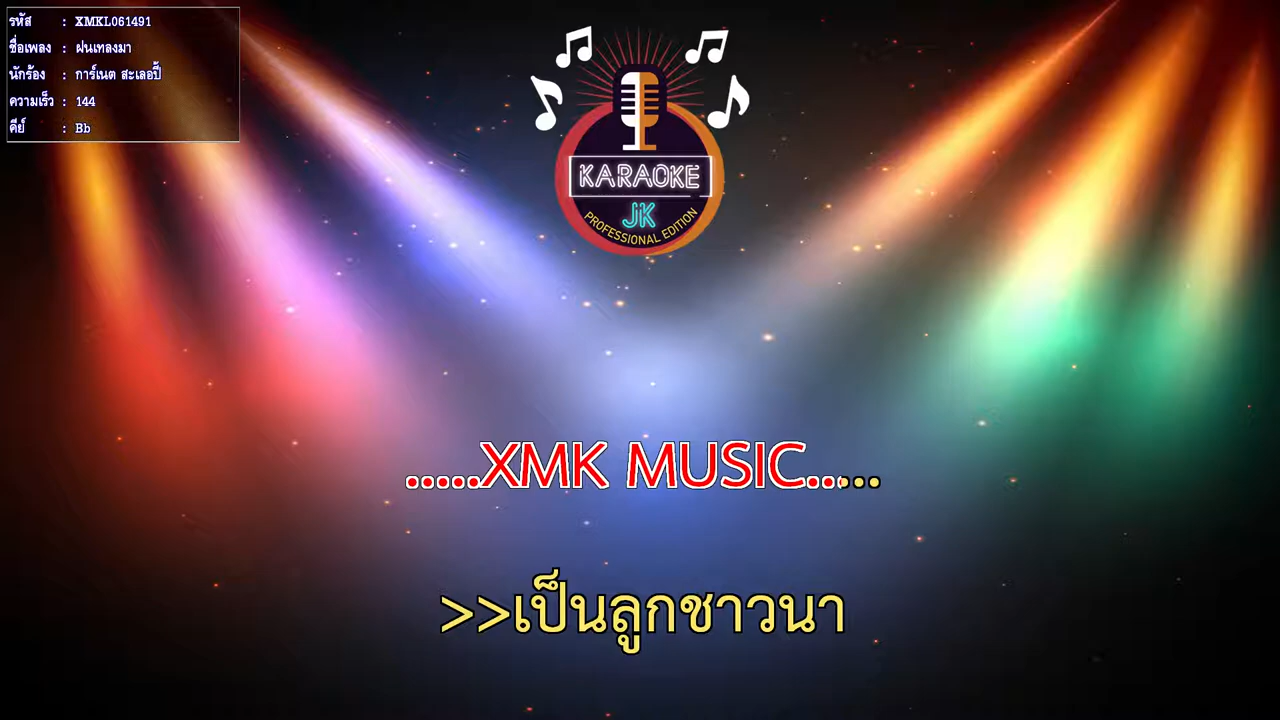 รหัส : XMKL061491
ชื่อเพลง : ฝนเทลงมา
นักร้อง : การ์เนต สะเลอปี้
ความเร็ว : 144
คีย์ : Bb
KARAOKE
JK
PROFESSIONAL EDITION
.....XMK MUSIC.....
>>เป็นลูกชาวนา